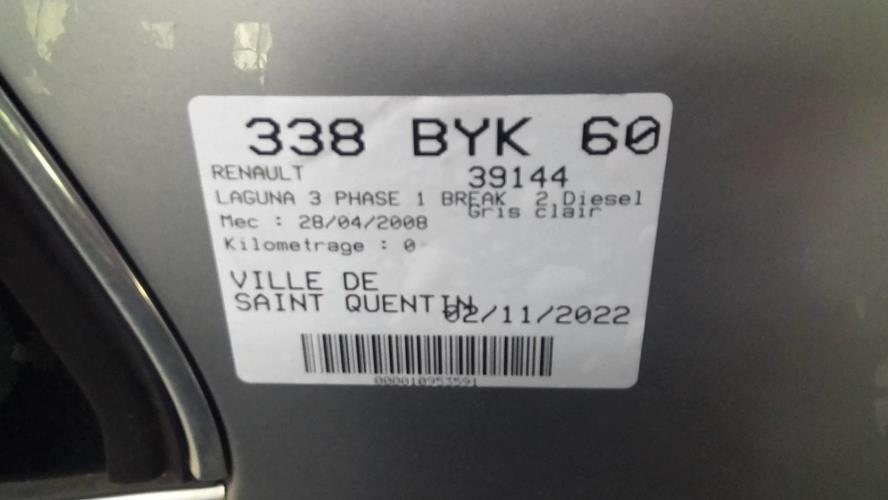 338 BYK 60
RENAULT 39144
LAGUNA 3 PHASE 1 BREAK 2 Diesel
Gris clair
Mec : 28/04/2008
Kilometrage : 0
VILLE DE
SAINT QUENTIN
02/11/2022
000010953591